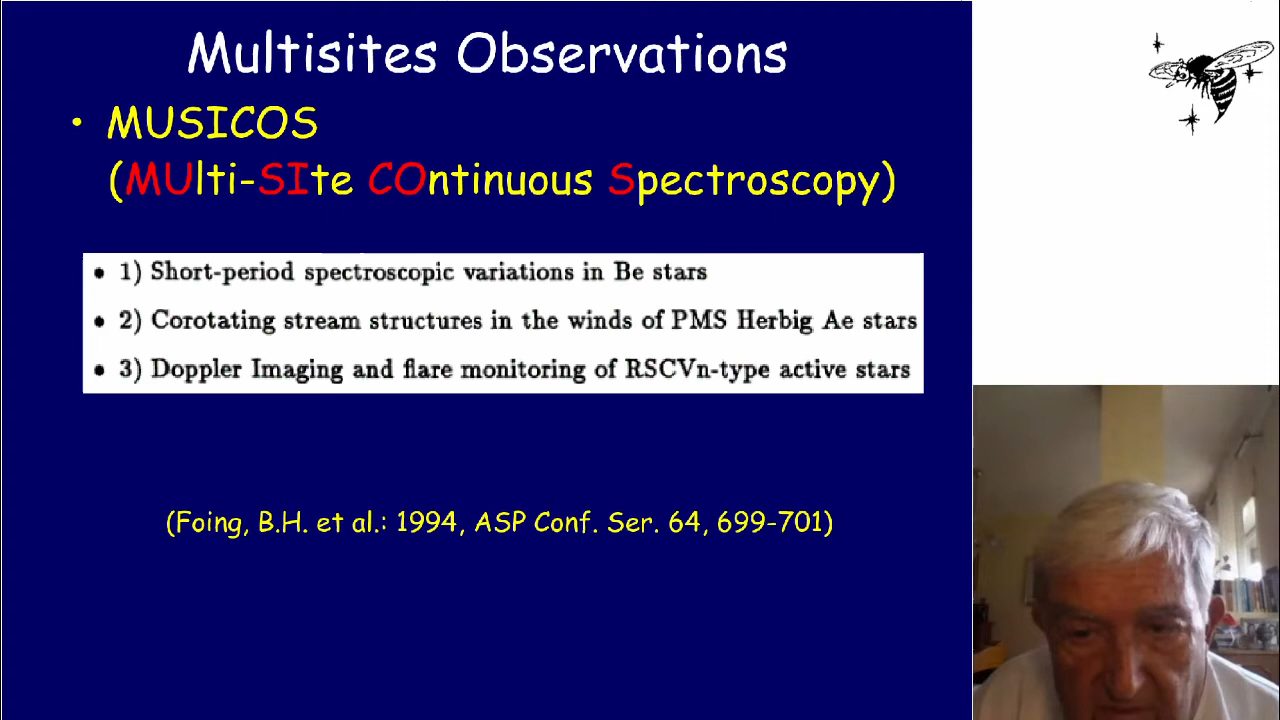 Multisites Observations
• MUSICOS
(MUlti-SIte COntinuous Spectroscopy)
• 1) Short-period spectroscopic variations in Be stars
• 2) Corotating stream structures in the winds of PMS Herbig Ae stars
• 3) Doppler Imaging and flare monitoring of RSCVn-type active stars
(Foing, B.H. et al.: 1994, ASP Conf. Ser. 64, 699-701)